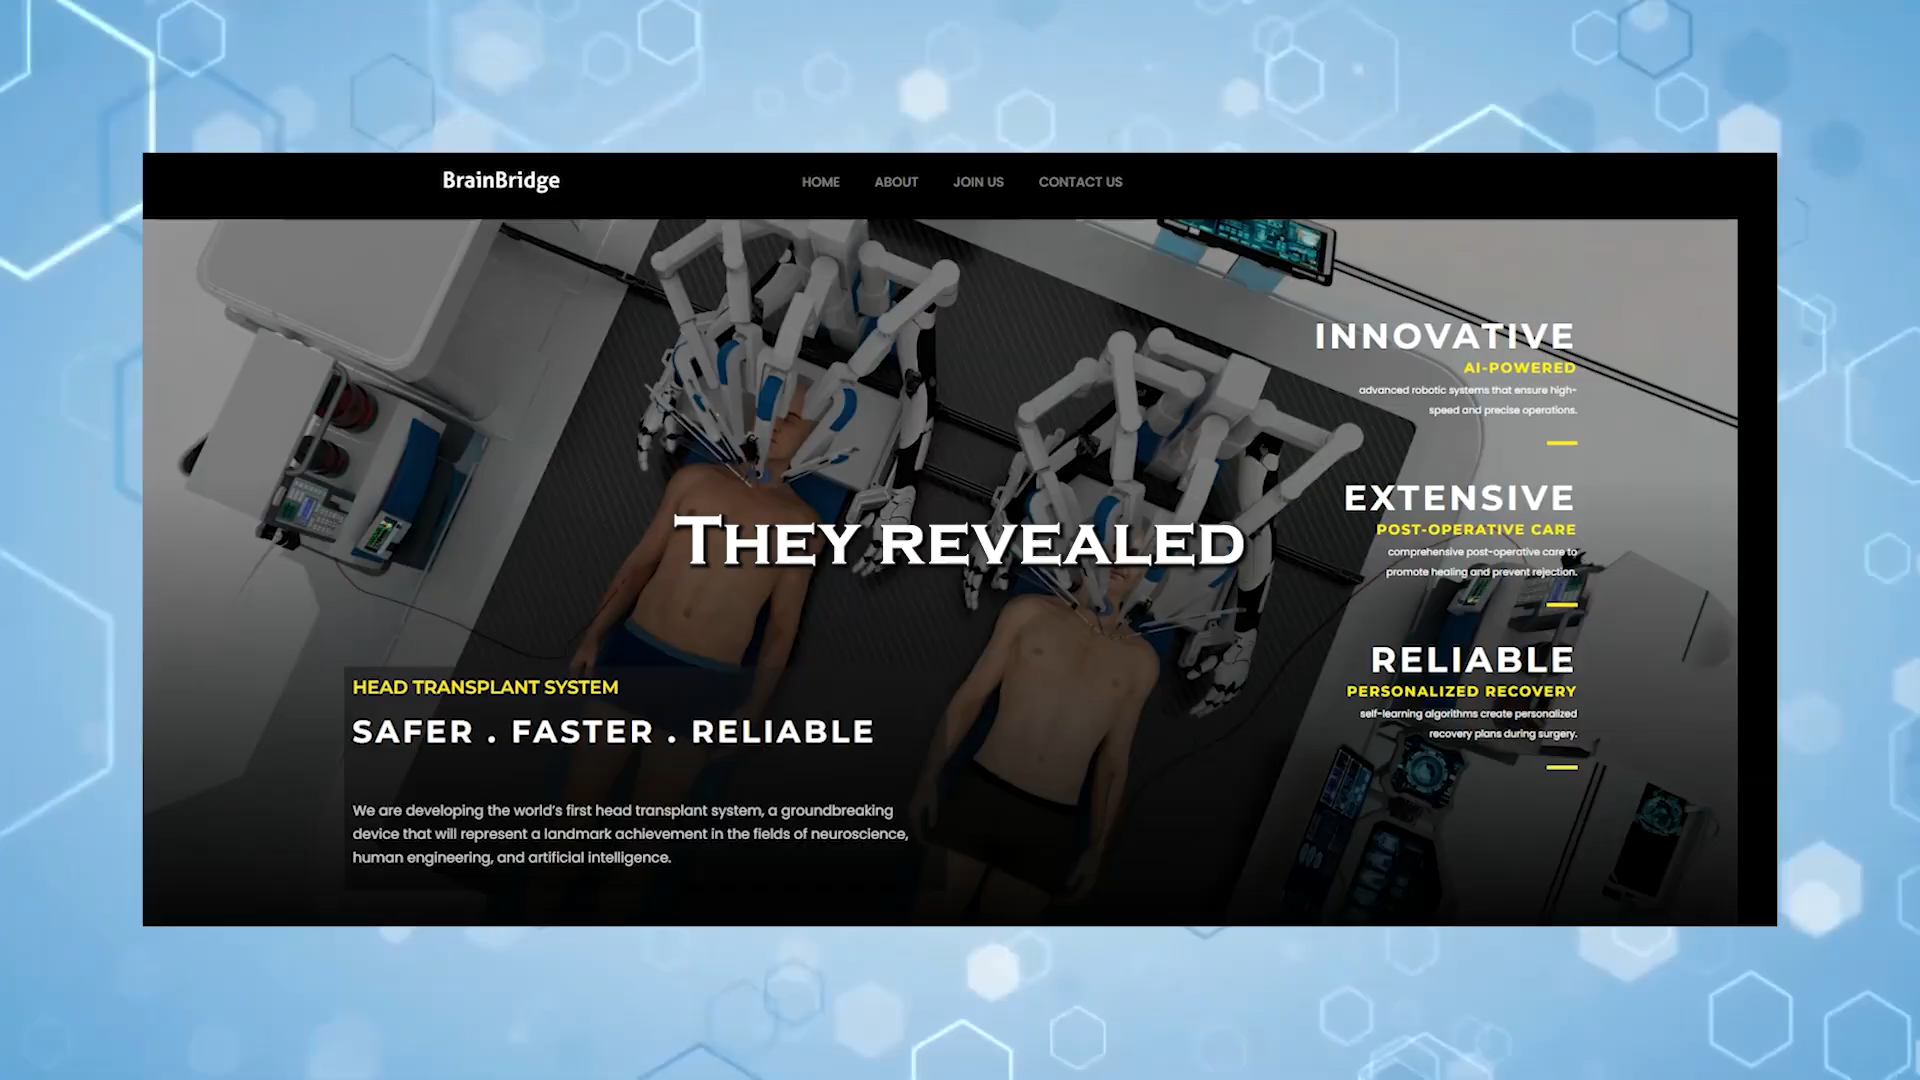 BrainBridge
HOME ABOUT JOIN US CONTACT US
INNOVATIVE
AI-POWERED
advanced robotic systems that ensure high-
speed and precise operations.
EXTENSIVE
POST-OPERATIVE CARE
comprehensive post-operative care to
promote healing and prevent rejection.
THEY REVEALED
RELIABLE
PERSONALIZED RECOVERY
self-learning algorithms create personalized
recovery plans during surgery.
HEAD TRANSPLANT SYSTEM
SAFER . FASTER . RELIABLE
We are developing the world's first head transplant system, a groundbreaking
device that will represent a landmark achievement in the fields of neuroscience,
human engineering, and artificial intelligence.